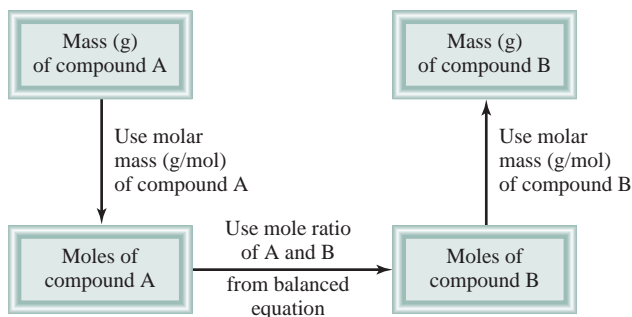 Mass (g)
of compound A
Mass (g)
of compound B
Use molar
mass (g/mol)
of compound A
Use molar
mass (g/mol)
of compound B
Moles of
compound A
Use mole ratio
of A and B
from balanced
equation
Moles of
compound B